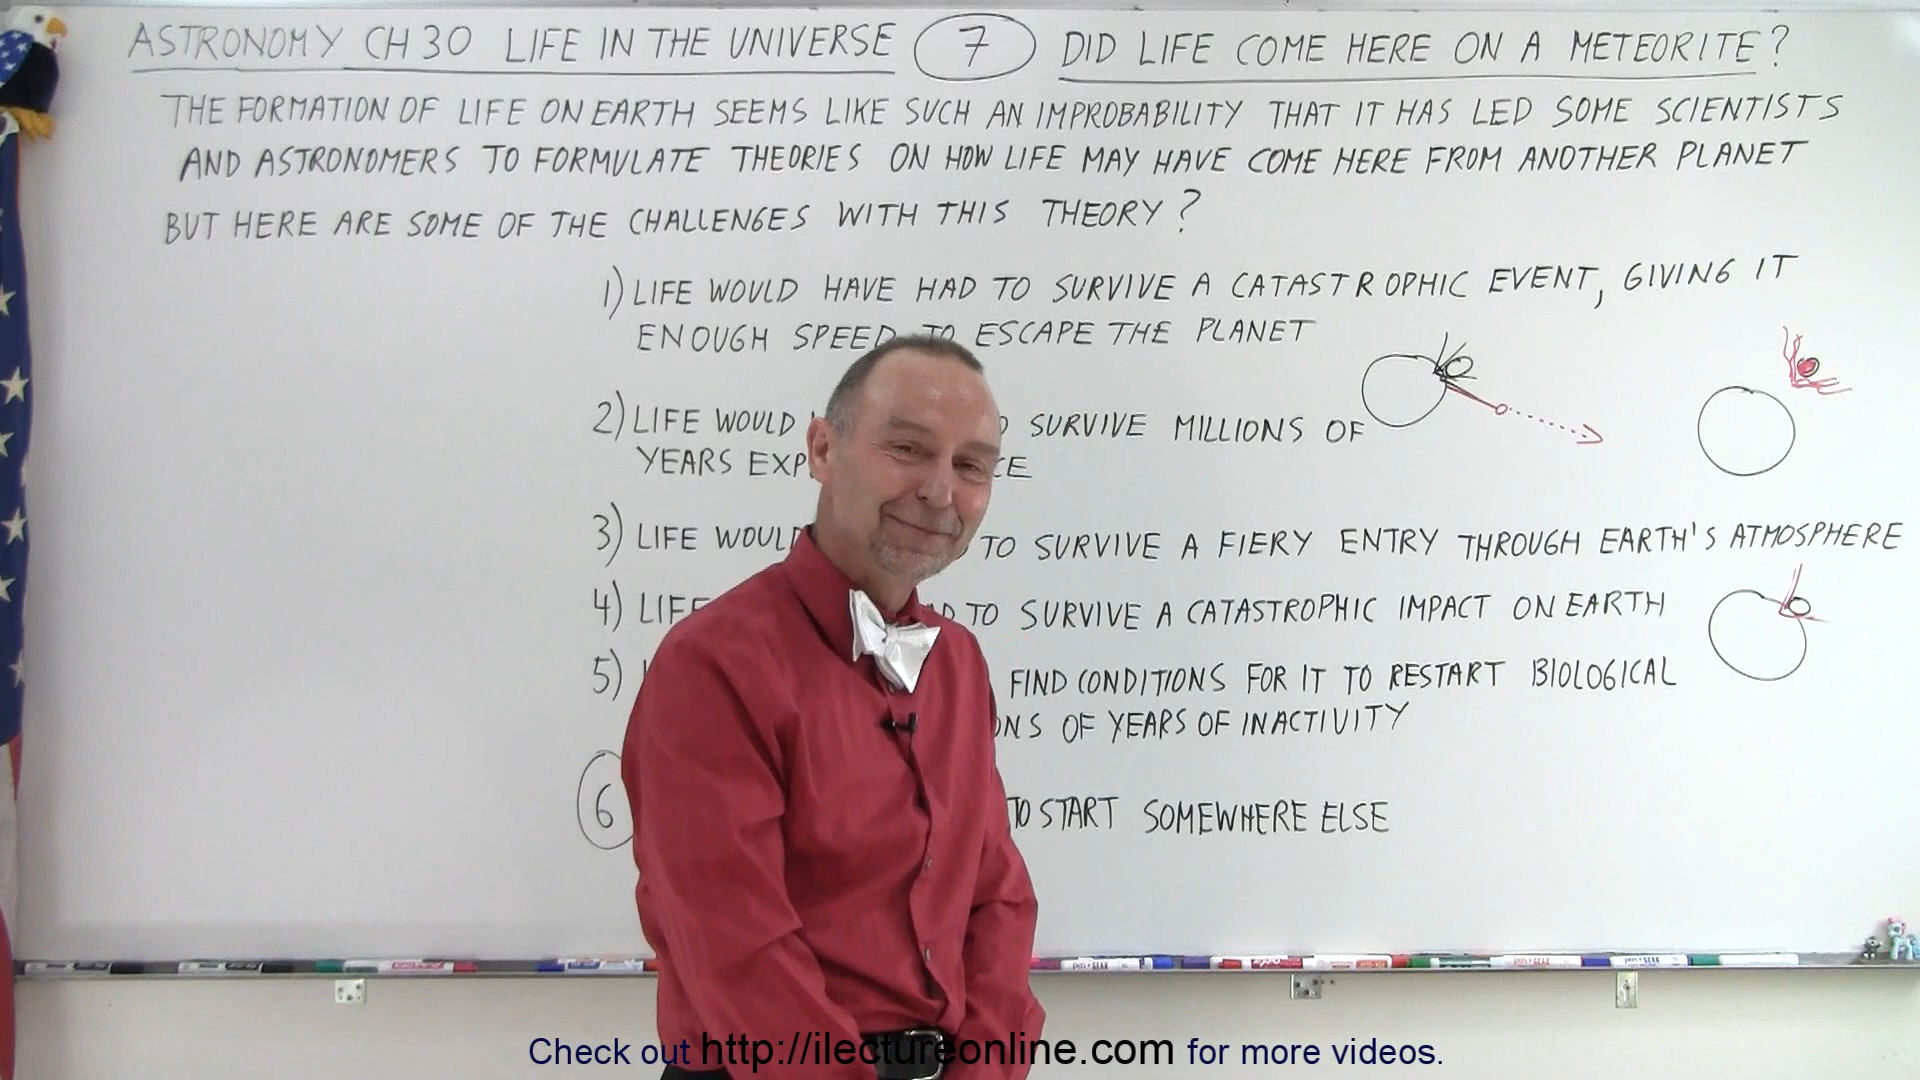 ASTRONOMY CH 30 LIFE IN THE UNIVERSE 7 DID LIFE COME HERE ON A METEORITE?
THE FORMATION OF LIFE ON EARTH SEEMS LIKE SUCH AN IMPROBABILITY THAT IT HAS LED SOME SCIENTISTS
AND ASTRONOMERS TO FORMULATE THEORIES ON HOW LIFE MAY HAVE COME HERE FROM ANOTHER PLANET
BUT HERE ARE SOME OF THE CHALLENGES WITH THIS THEORY?
1) LIFE WOULD HAVE HAD TO SURVIVE A CATASTROPHIC EVENT, GIVING IT
ENOUGH SPEED TO ESCAPE THE PLANET
2) LIFE WOULD SURVIVE MILLIONS OF
YEARS
3) LIFE WOULD TO SURVIVE A FIERY ENTRY THROUGH EARTH'S ATMOSPHERE
4) LIFE TO SURVIVE A CATASTROPHIC IMPACT ON EARTH
5) FIND CONDITIONS FOR IT TO RESTART BIOLOGICAL
OF YEARS OF INACTIVITY
6 TO START SOMEWHERE ELSE
Check out http://ilectureonline.com for more videos.